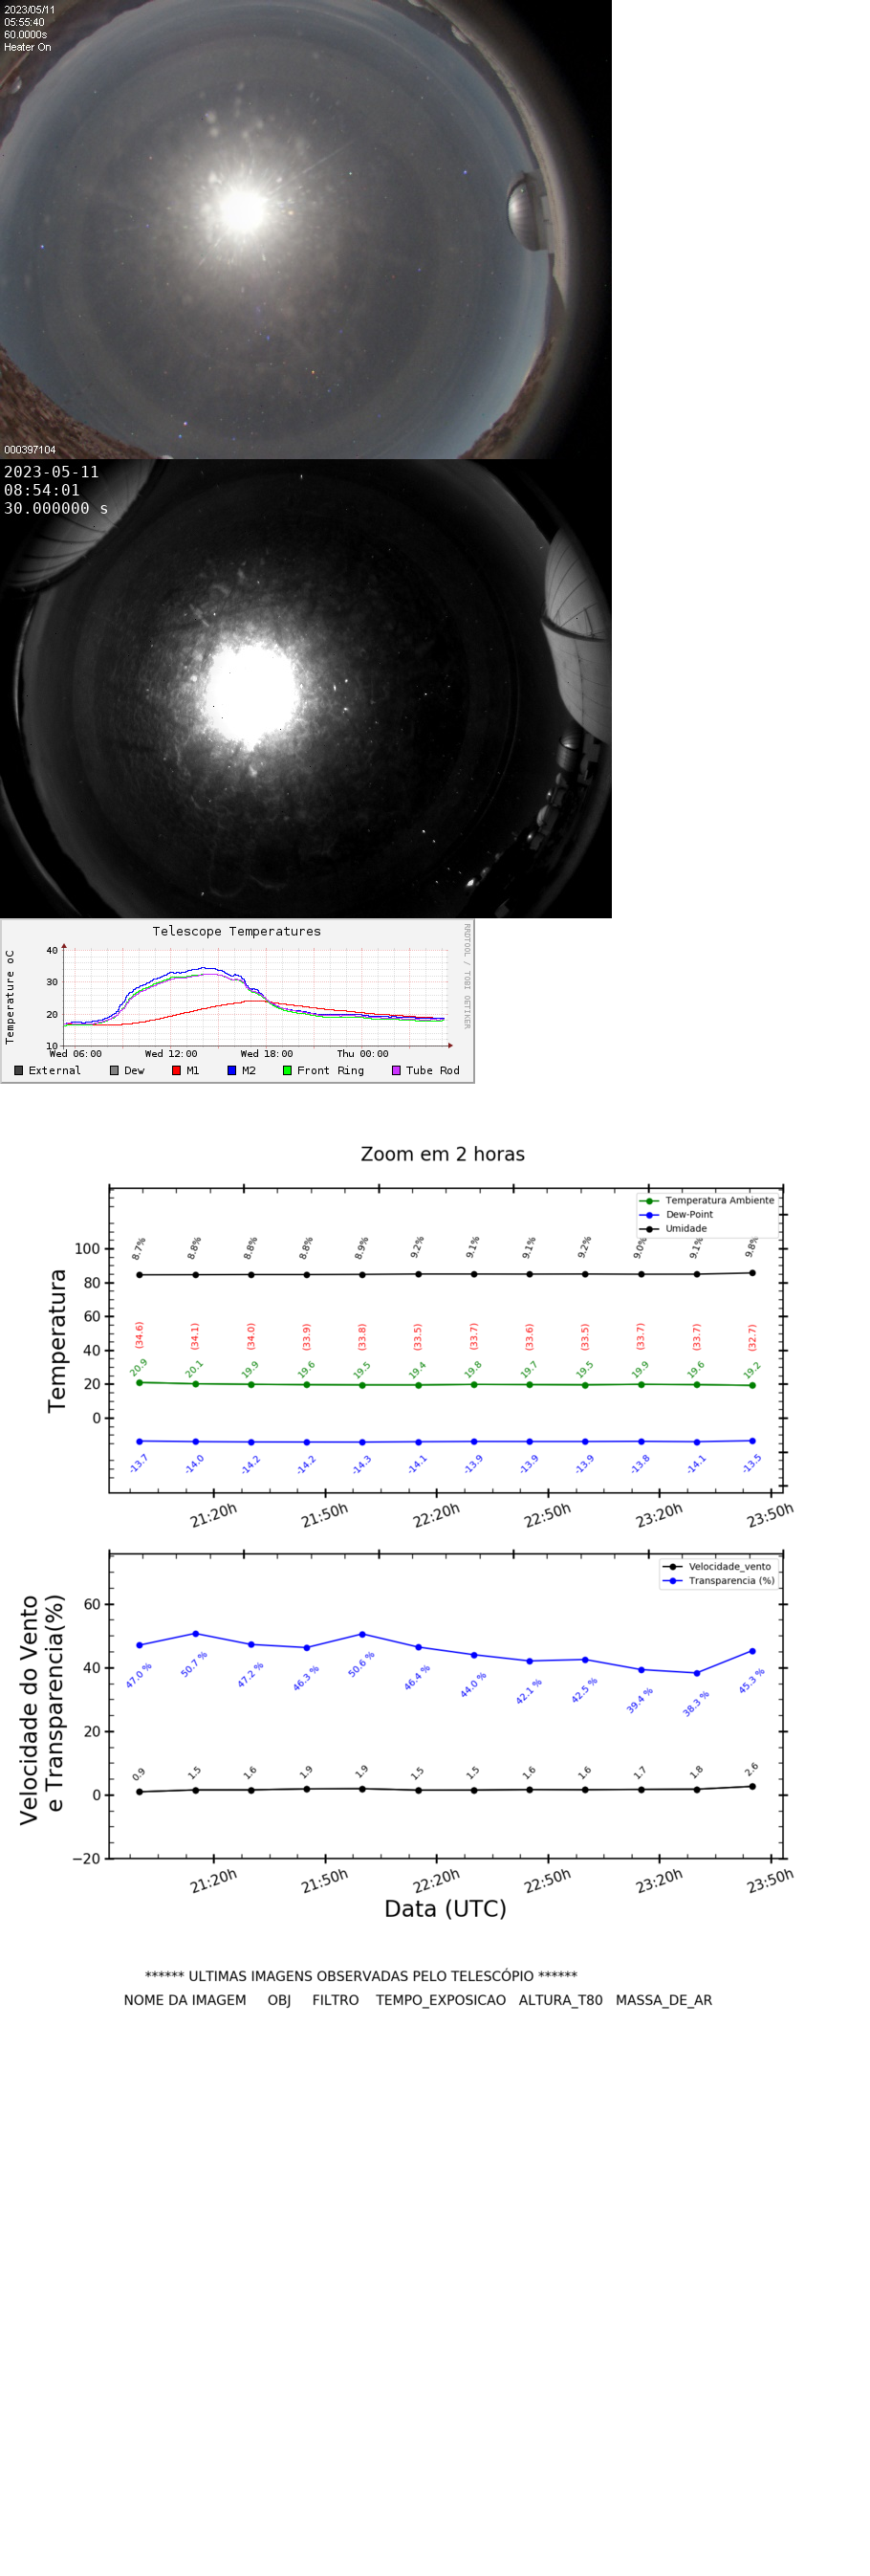 2023/05/11
05:55:40
60.0000s
Heater On
000397104
2023-05-11
08:54:01
30.000000 s
Telescope Temperatures
RRDTOOL / TOBI OETIKER
Temperature oC
40
30
20
10
Wed 06:00 Wed 12:00 Wed 18:00 Thu 00:00
External Dew M1 M2 Front Ring Tube Rod
Zoom em 2 horas
Temperatura Ambiente
Dew-Point
Umidade
Temperatura
100
80
60
40
20
0
8.7% 8.8% 8.8% 8.8% 8.9% 9.2% 9.1% 9.1% 9.2% 9.0% 9.1% 9.8%
(34.6) (34.1) (34.0) (33.9) (33.8) (33.5) (33.7) (33.6) (33.5) (33.7) (33.7) (32.7)
20.9 20.1 19.9 19.6 19.5 19.4 19.8 19.7 19.5 19.9 19.6 19.2
-13.7 -14.0 -14.2 -14.2 -14.3 -14.1 -13.9 -13.9 -13.9 -13.8 -14.1 -13.5
21:20h 21:50h 22:20h 22:50h 23:20h 23:50h
Velocidade_vento
Transparencia (%)
Velocidade do Vento
e Transparencia(%)
60
40
20
0
−20
47.0 % 50.7 % 47.2 % 46.3 % 50.6 % 46.4 % 44.0 % 42.1 % 42.5 % 39.4 % 38.3 % 45.3 %
0.9 1.5 1.6 1.9 1.9 1.5 1.5 1.6 1.6 1.7 1.8 2.6
21:20h 21:50h 22:20h 22:50h 23:20h 23:50h
Data (UTC)
****** ULTIMAS IMAGENS OBSERVADAS PELO TELESCÓPIO ******
NOME DA IMAGEM OBJ FILTRO TEMPO_EXPOSICAO ALTURA_T80 MASSA_DE_AR